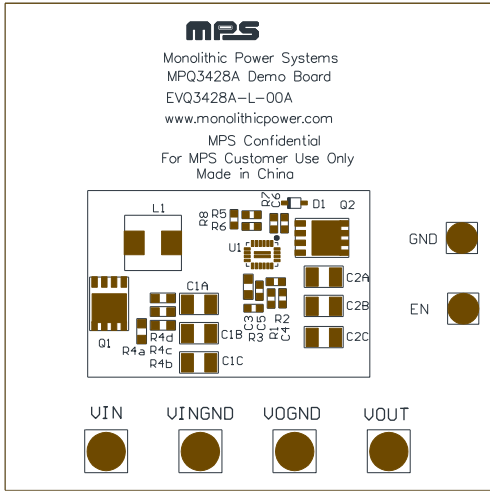 mps
Monolithic Power Systems
MPQ3428A Demo Board
EVQ3428A-L-00A
www.monolithicpower.com
MPS Confidential
For MPS Customer Use Only
Made in China
L1
R8
R5
R6
R7
C6
D1
Q2
U1
GND
C1A
C2A
C2B
C2C
EN
Q1
R4a
R4d
R4c
R4b
C1B
C1C
C3
C5
R3
R1
R2
C4
VIN
VINGND
VOGND
VOUT